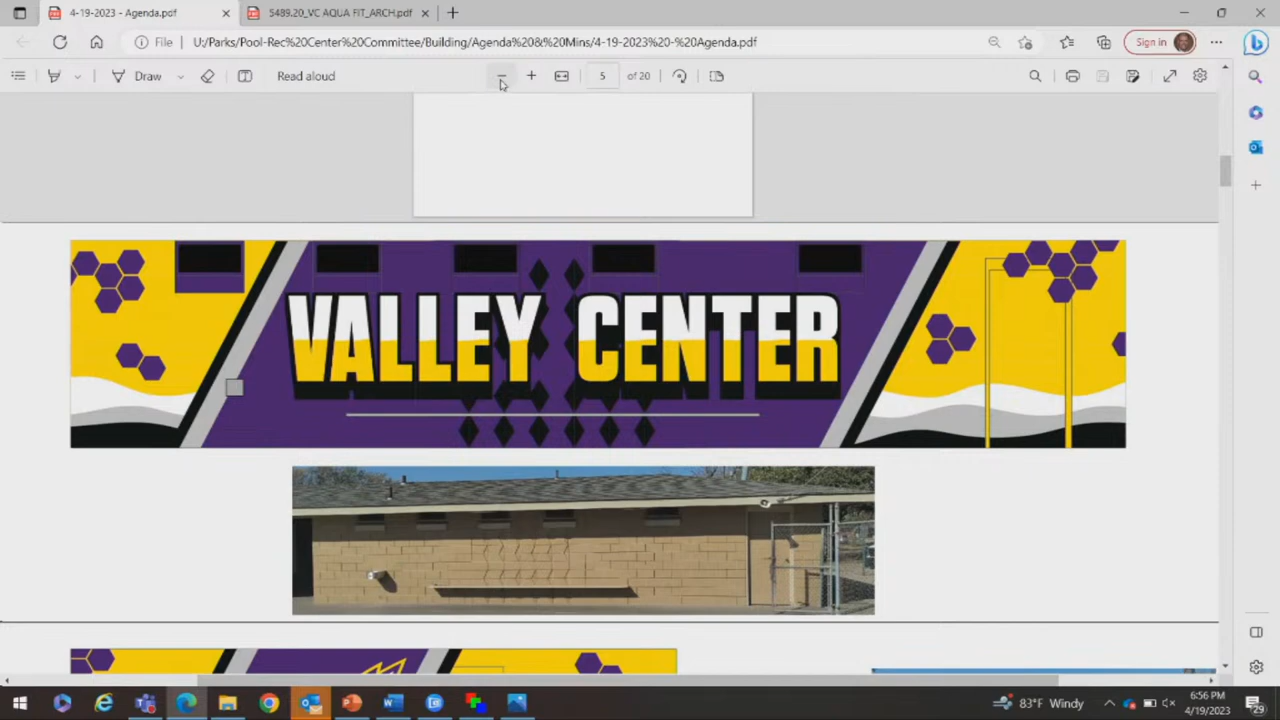 4-19-2023 - Agenda.pdf
5489.20_VC AQUA FIT_ARCH.pdf
File
U:/Parks/Pool-Rec%20Center%20Committee/Building/Agenda%20&%20Mins/4-19-2023%20-%20Agenda.pdf
Sign in
Draw
Read aloud
5 of 20
VALLEY CENTER
83°F Windy
6:56 PM
4/19/2023
29